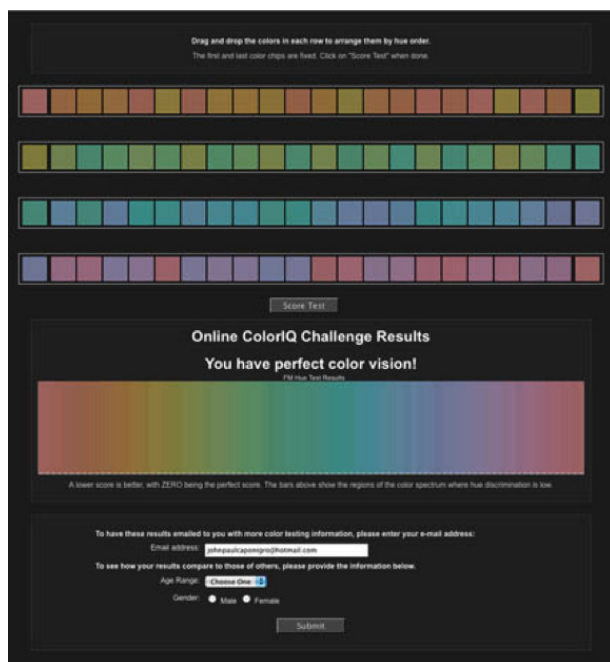 Drag and drop the colors in each row to arrange them by hue order.
The first and last color chips are fixed. Click on "Score Test" when done.
Score Test
Online ColorIQ Challenge Results
You have perfect color vision!
FM Hue Test Results
A lower score is better, with ZERO being the perfect score. The bars above show the regions of the color spectrum where hue discrimination is low.
To have these results emailed to you with more color testing information, please enter your e-mail address:
Email address: johnpaulcaponigro@hotmail.com
To see how your results compare to those of others, please provide the information below.
Age Range: Choose One
Gender: Male Female
Submit